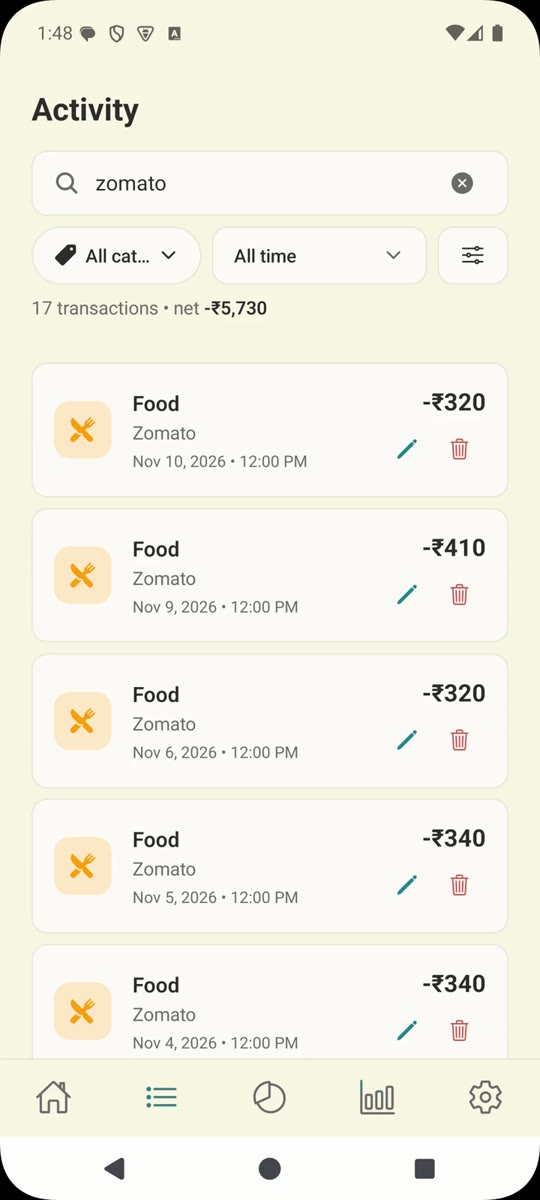 1:48
Activity
zomato
All cat... All time
17 transactions • net -₹5,730
Food
-₹320
Zomato
Nov 10, 2026 • 12:00 PM
Food
-₹410
Zomato
Nov 9, 2026 • 12:00 PM
Food
-₹320
Zomato
Nov 6, 2026 • 12:00 PM
Food
-₹340
Zomato
Nov 5, 2026 • 12:00 PM
Food
-₹340
Zomato
Nov 4, 2026 • 12:00 PM